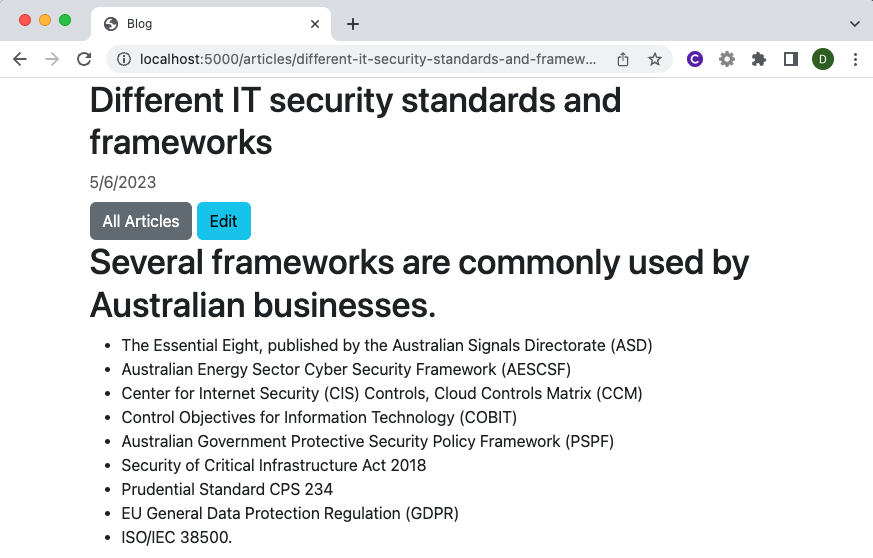 Blog
localhost:5000/articles/different-it-security-standards-and-framew...
C
D
Different IT security standards and
frameworks
5/6/2023
All Articles Edit
Several frameworks are commonly used by
Australian businesses.
• The Essential Eight, published by the Australian Signals Directorate (ASD)
• Australian Energy Sector Cyber Security Framework (AESCSF)
• Center for Internet Security (CIS) Controls, Cloud Controls Matrix (CCM)
• Control Objectives for Information Technology (COBIT)
• Australian Government Protective Security Policy Framework (PSPF)
• Security of Critical Infrastructure Act 2018
• Prudential Standard CPS 234
• EU General Data Protection Regulation (GDPR)
• ISO/IEC 38500.